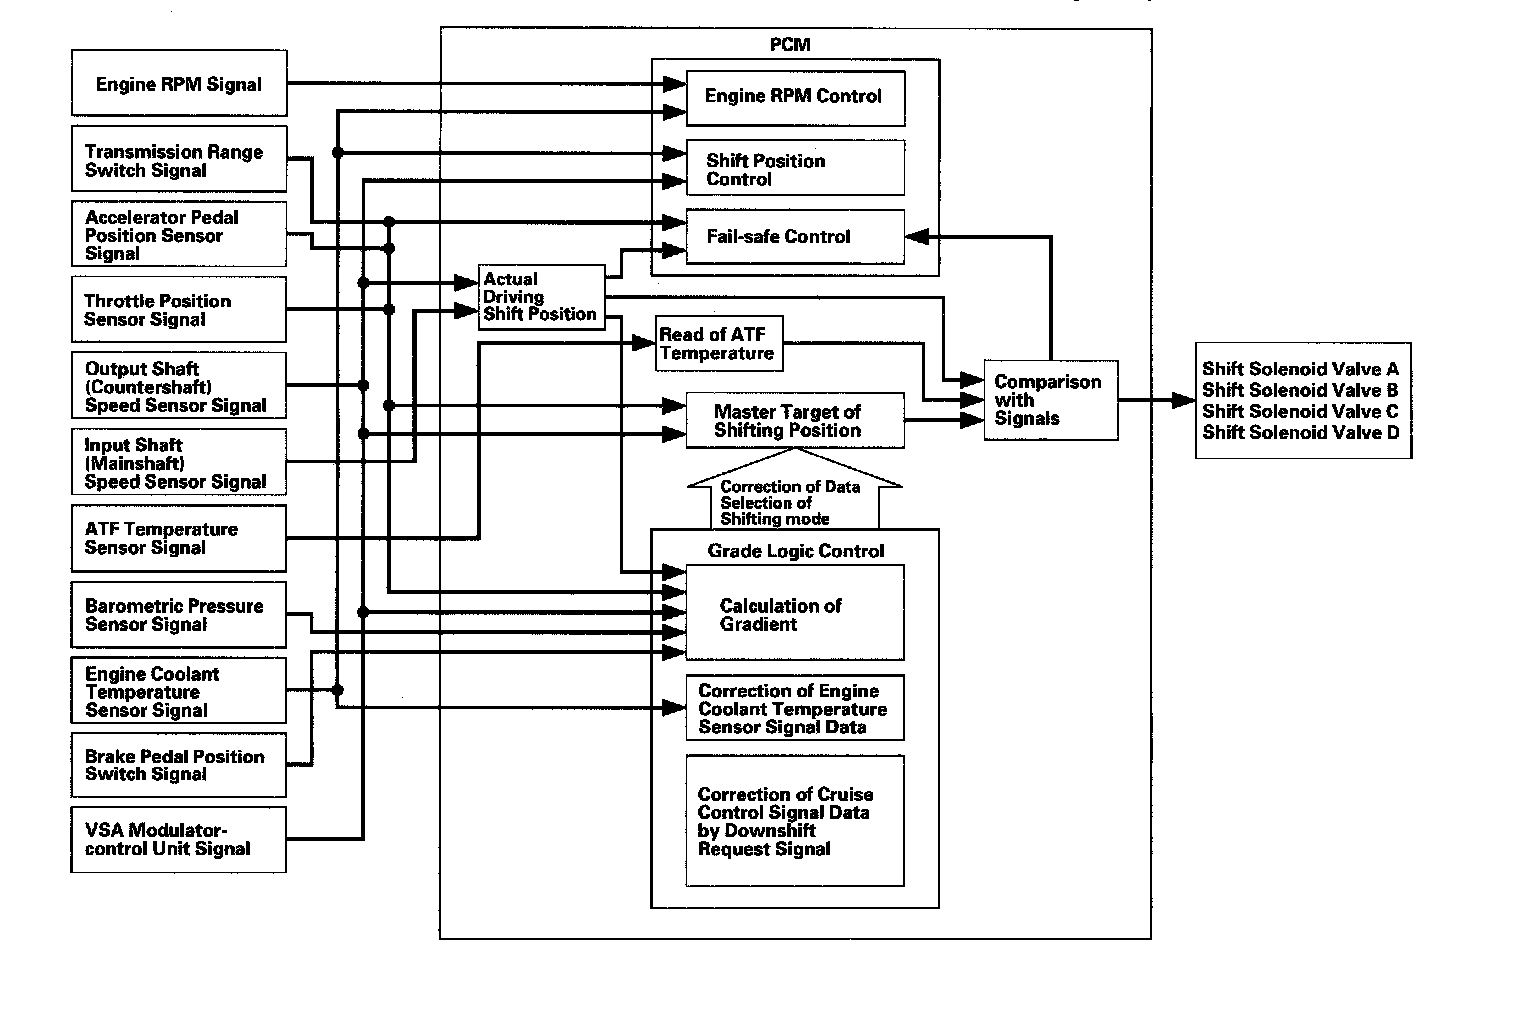 PCM
Engine RPM Signal
Transmission Range
Switch Signal
Accelerator Pedal
Position Sensor
Signal
Throttle Position
Sensor Signal
Output Shaft
(Countershaft)
Speed Sensor Signal
Input Shaft
(Mainshaft)
Speed Sensor Signal
ATF Temperature
Sensor Signal
Barometric Pressure
Sensor Signal
Engine Coolant
Temperature
Sensor Signal
Brake Pedal Position
Switch Signal
VSA Modulator-
control Unit Signal
Engine RPM Control
Shift Position
Control
Fail-safe Control
Actual
Driving
Shift Position
Read of ATF
Temperature
Master Target of
Shifting Position
Correction of Data
Selection of
Shifting mode
Grade Logic Control
Calculation of
Gradient
Correction of Engine
Coolant Temperature
Sensor Signal Data
Correction of Cruise
Control Signal Data
by Downshift
Request Signal
Comparison
with
Signals
Shift Solenoid Valve A
Shift Solenoid Valve B
Shift Solenoid Valve C
Shift Solenoid Valve D